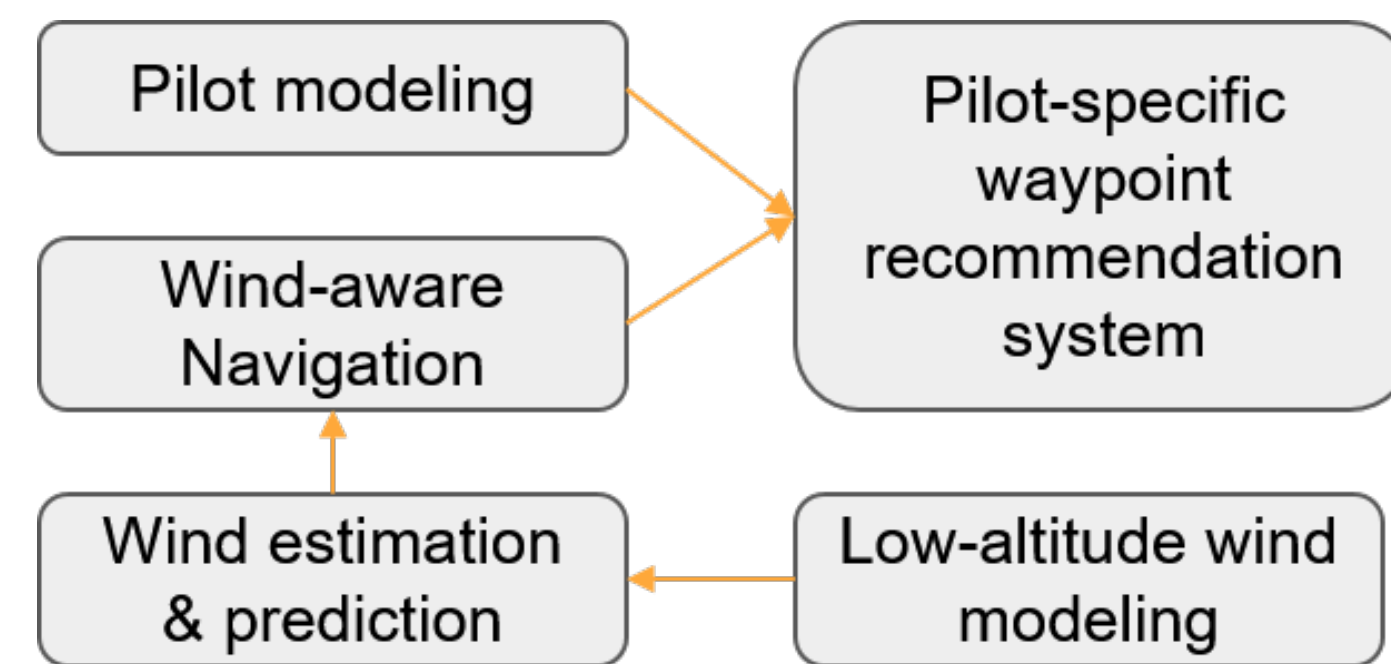 Pilot modeling
Pilot-specific
waypoint
recommendation
system
Wind-aware
Navigation
Wind estimation
& prediction
Low-altitude wind
modeling